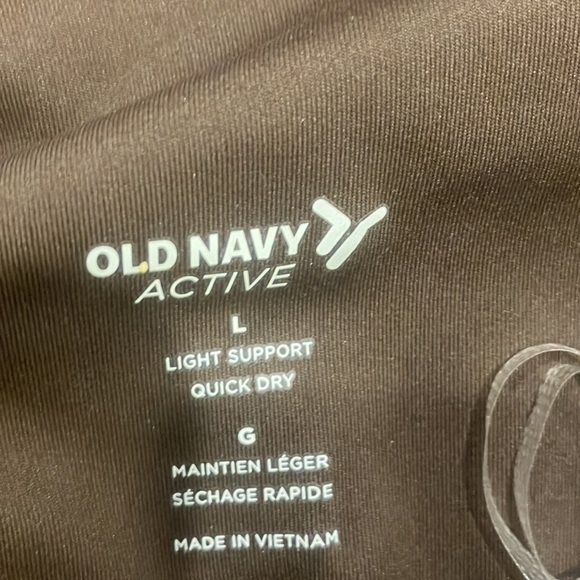 OLD NAVY
ACTIVE
L
LIGHT SUPPORT
QUICK DRY
G
MAINTIEN LÉGER
SÉCHAGE RAPIDE
MADE IN VIETNAM